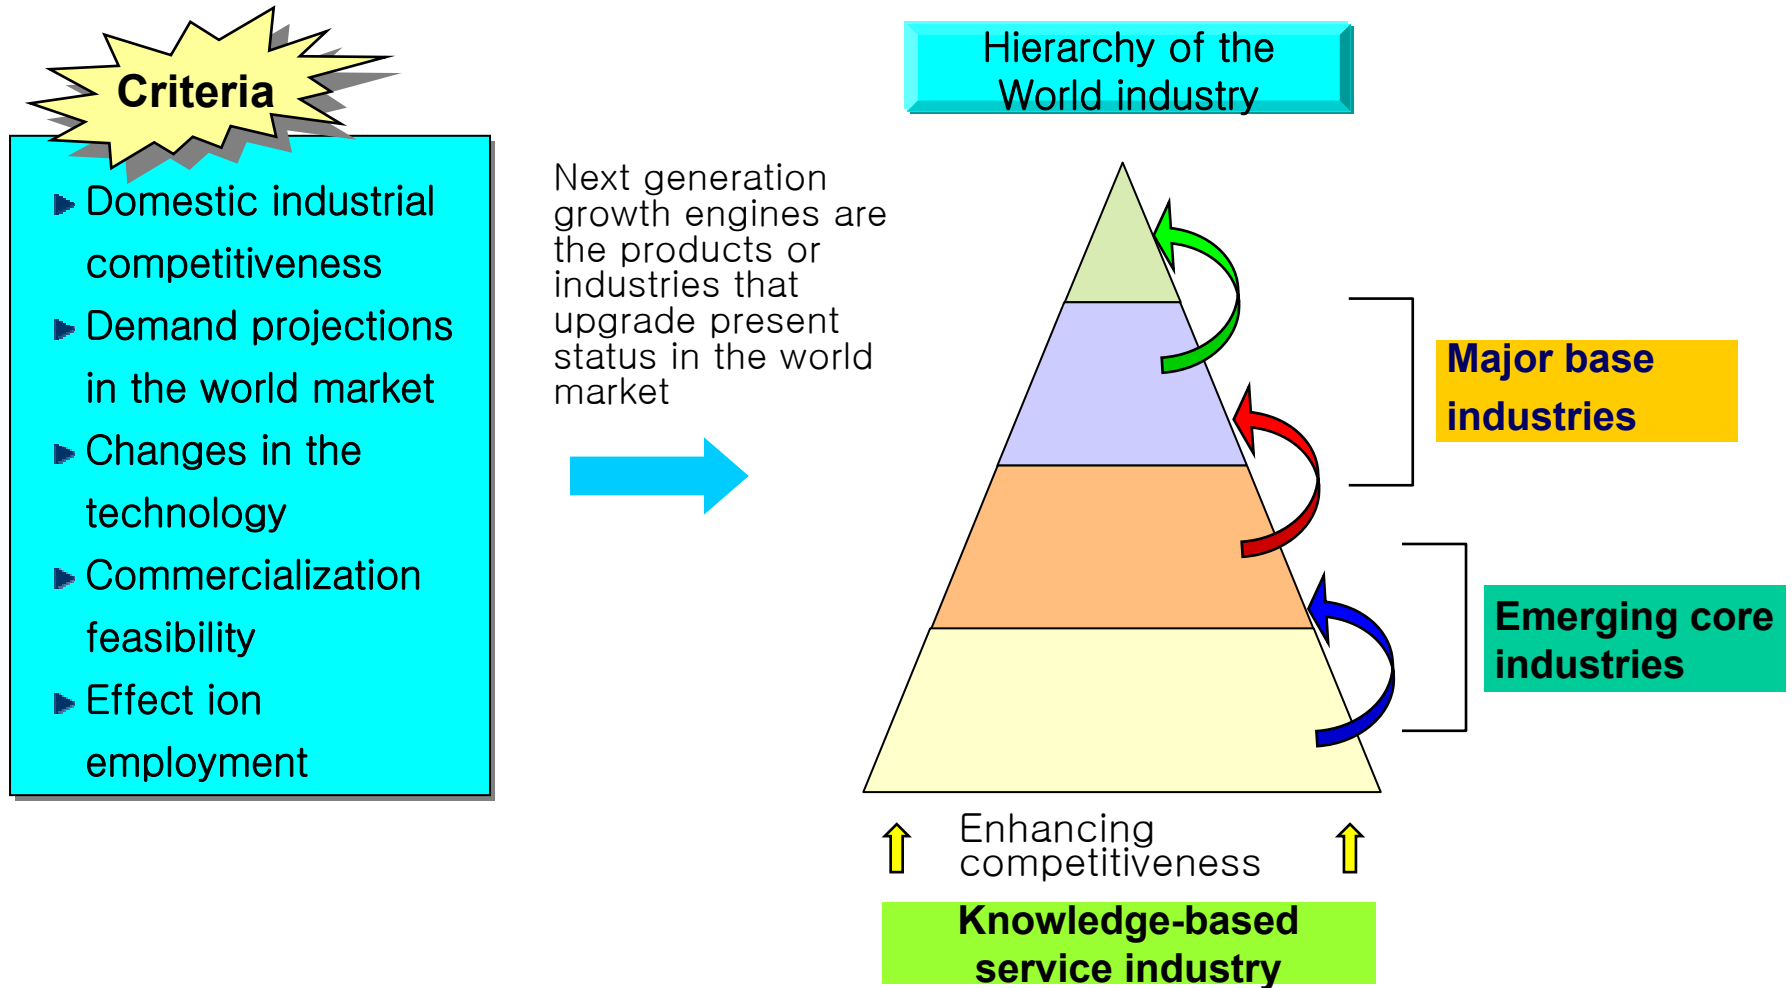 Criteria
Domestic industrial
competitiveness
Demand projections
in the world market
Changes in the
technology
Commercialization
feasibility
Effect ion
employment
Next generation
growth engines are
the products or
industries that
upgrade present
status in the world
market
Hierarchy of the
World industry
Major base
industries
Emerging core
industries
Enhancing
competitiveness
Knowledge-based
service industry